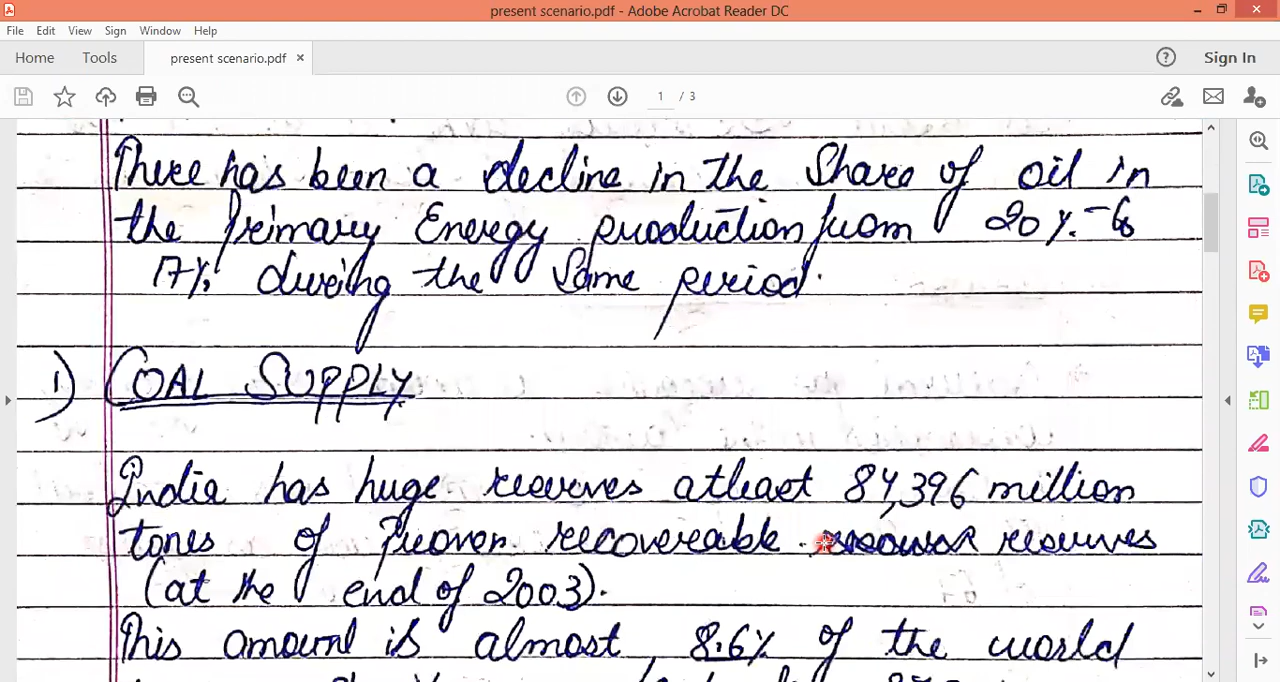 present scenario.pdf - Adobe Acrobat Reader DC
File Edit View Sign Window Help
Home Tools present scenario.pdf × Sign In
1 / 3
There has been a decline in the Share of oil in
the Primary Energy production from 20%-to
17% during the Same period.
1) COAL SUPPLY
India has huge reserves atleast 84,396 million
tones of Proven recovereable reserves
(at the end of 2003).
This amount is almost 8.6% of the world